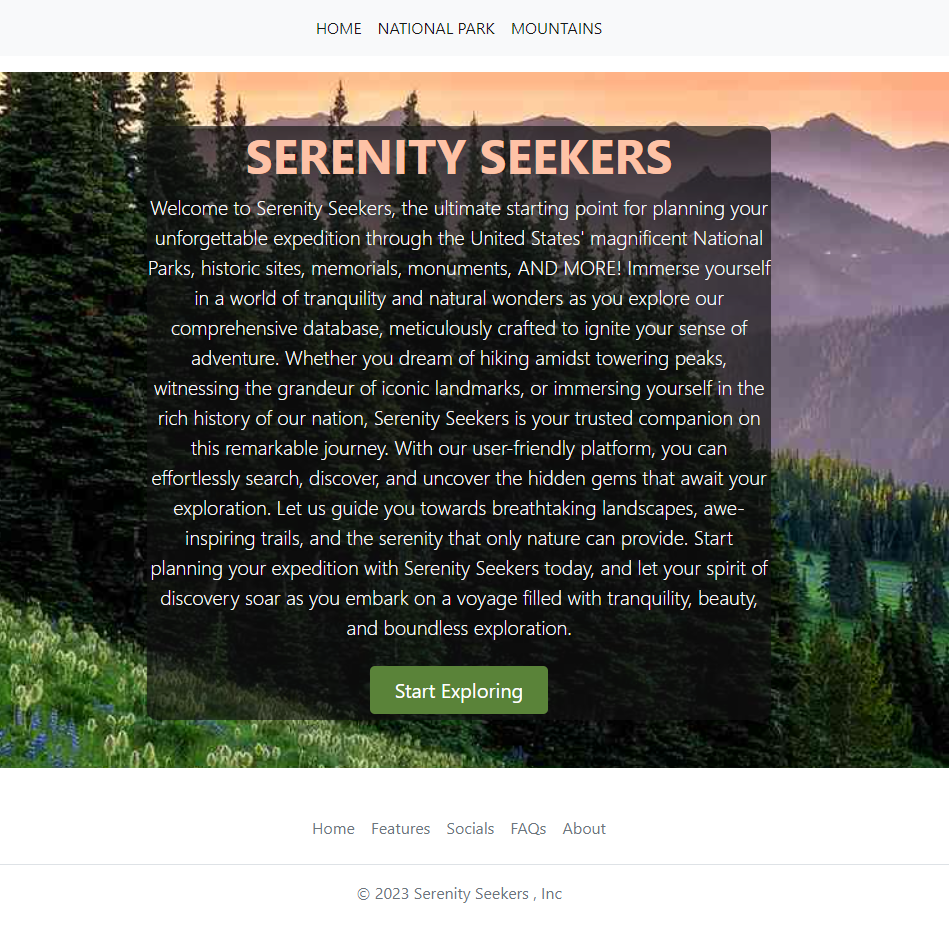 HOME NATIONAL PARK MOUNTAINS
SERENITY SEEKERS
Welcome to Serenity Seekers, the ultimate starting point for planning your
unforgettable expedition through the United States' magnificent National
Parks, historic sites, memorials, monuments, AND MORE! Immerse yourself
in a world of tranquility and natural wonders as you explore our
comprehensive database, meticulously crafted to ignite your sense of
adventure. Whether you dream of hiking amidst towering peaks,
witnessing the grandeur of iconic landmarks, or immersing yourself in the
rich history of our nation, Serenity Seekers is your trusted companion on
this remarkable journey. With our user-friendly platform, you can
effortlessly search, discover, and uncover the hidden gems that await your
exploration. Let us guide you towards breathtaking landscapes, awe-
inspiring trails, and the serenity that only nature can provide. Start
planning your expedition with Serenity Seekers today, and let your spirit of
discovery soar as you embark on a voyage filled with tranquility, beauty,
and boundless exploration.
Start Exploring
Home Features Socials FAQs About
© 2023 Serenity Seekers , Inc